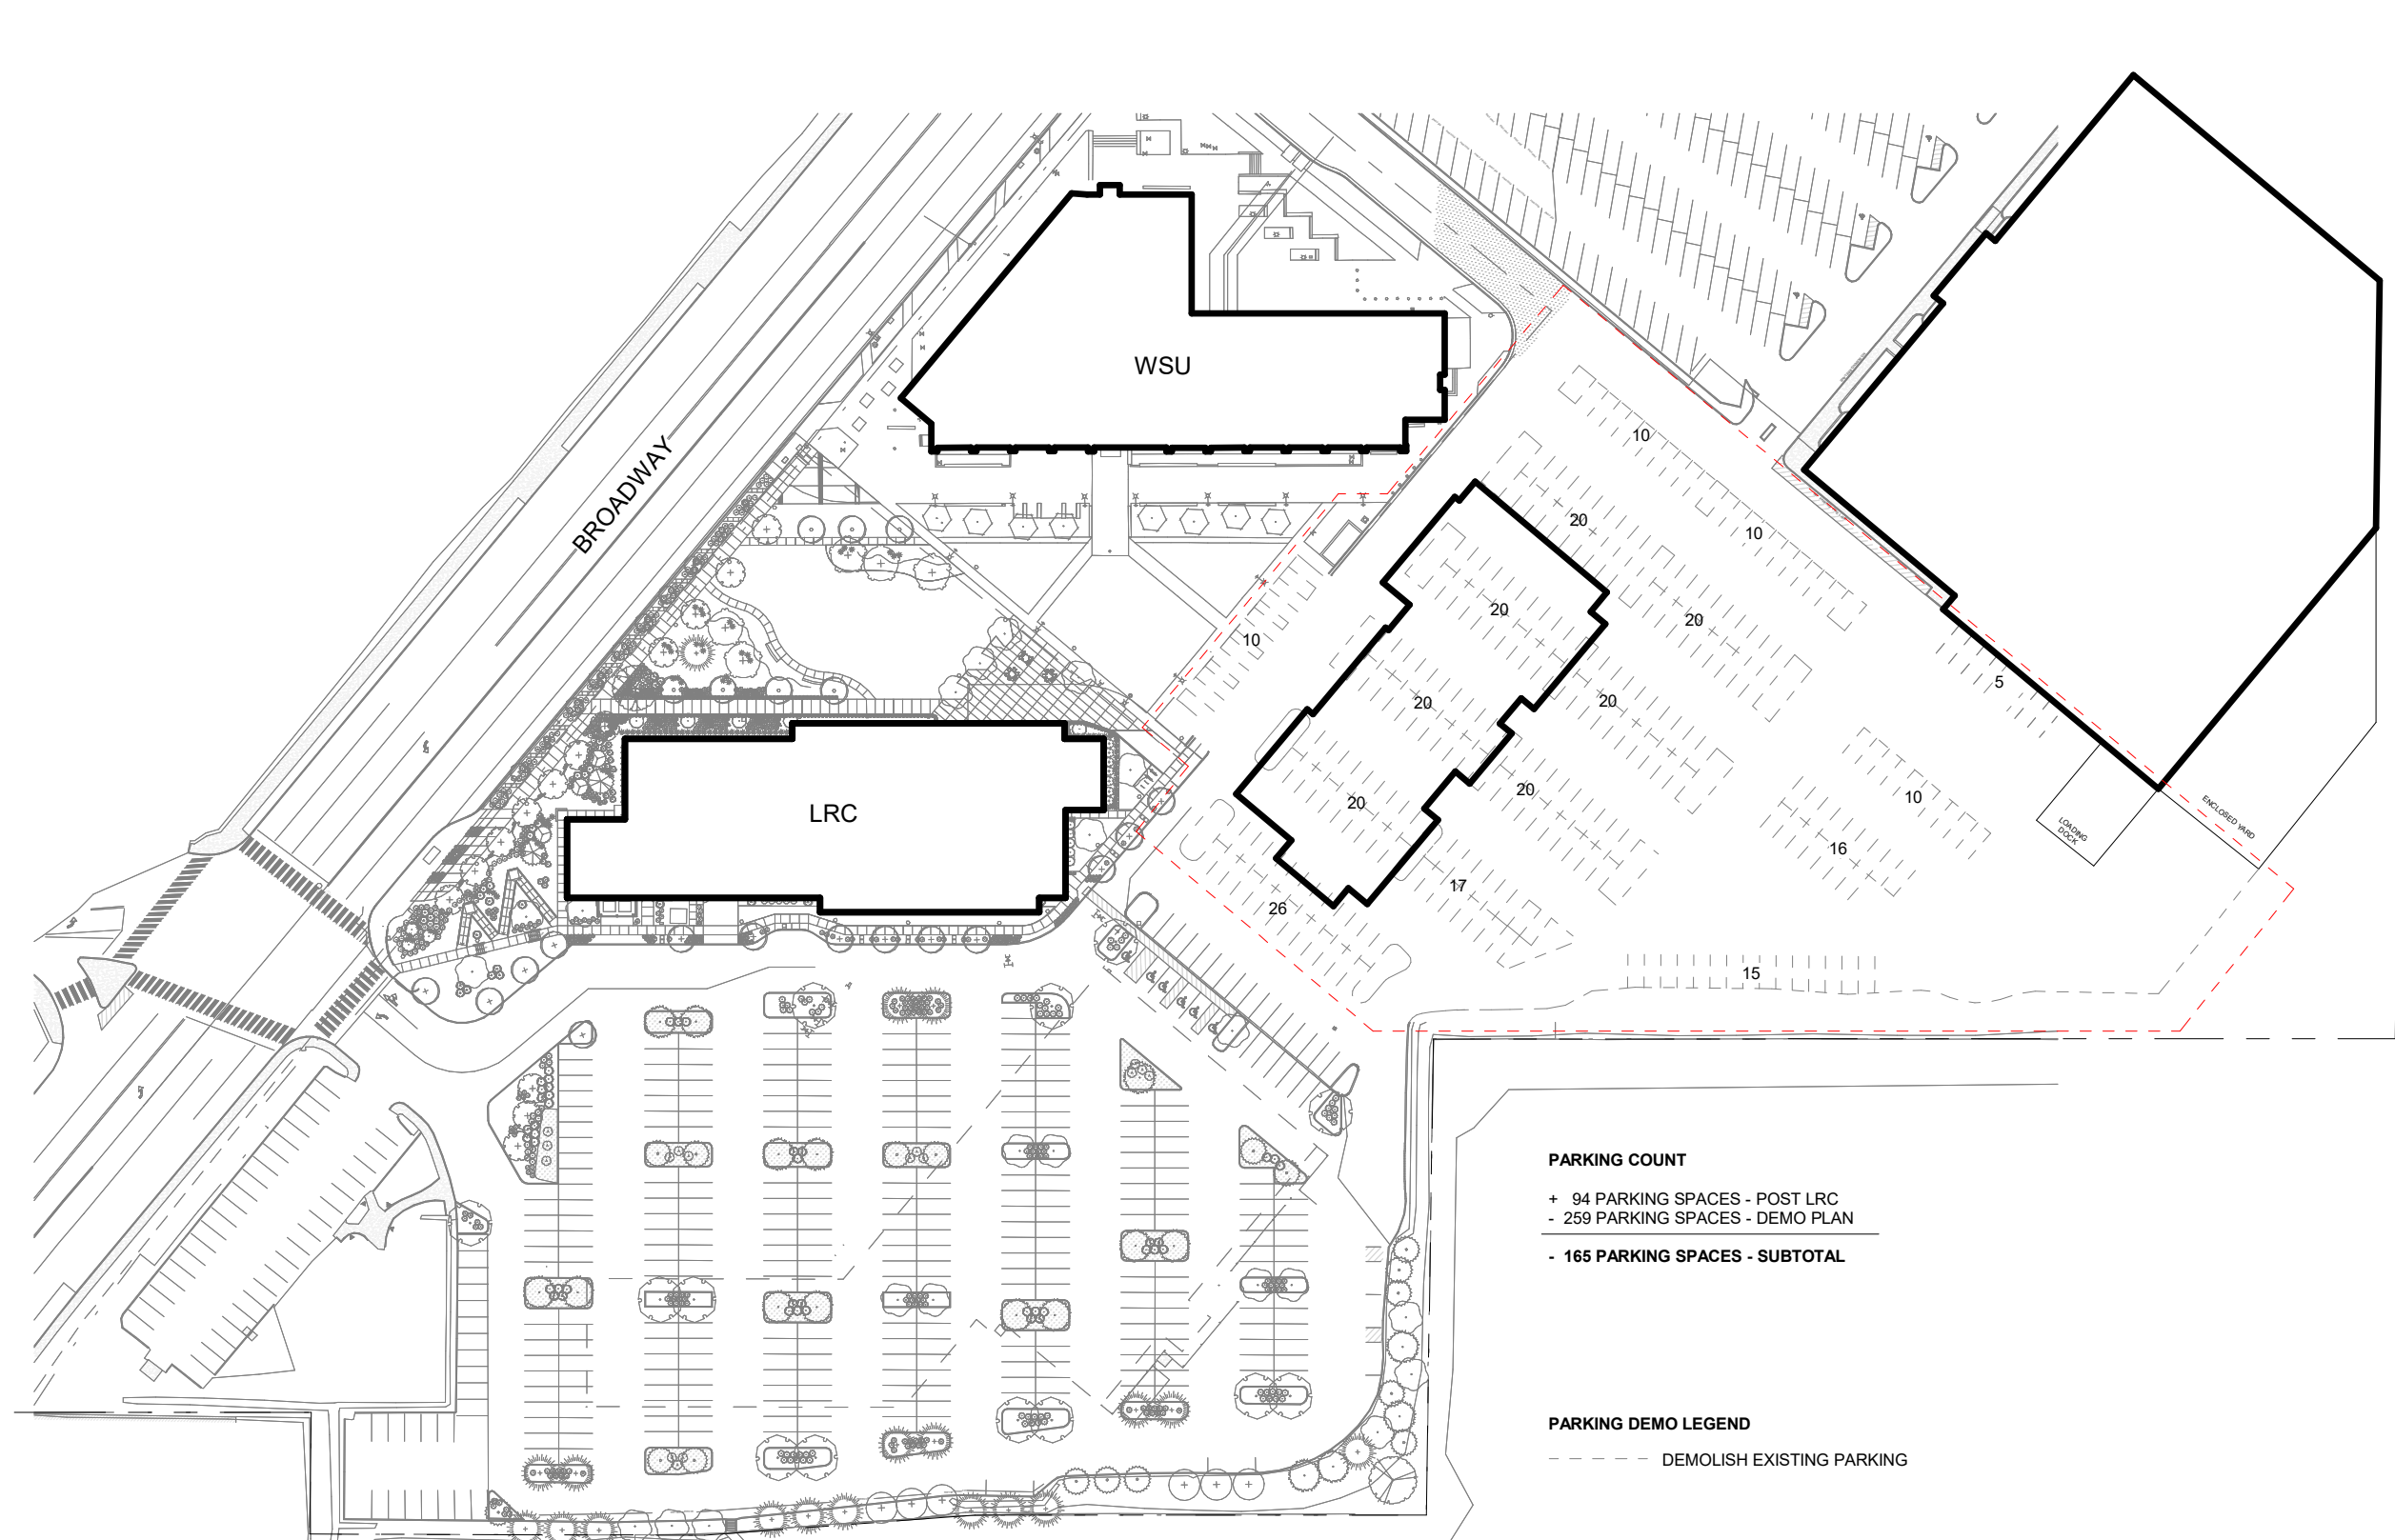 BROADWAY
WSU
10
20
10
20
20
10
20
5
20
20
LRC
20
20
10
ENCLOSED YARD
LOADING
DOCK
16
17
26
15
PARKING COUNT
+ 94 PARKING SPACES - POST LRC
- 259 PARKING SPACES - DEMO PLAN
- 165 PARKING SPACES - SUBTOTAL
PARKING DEMO LEGEND
DEMOLISH EXISTING PARKING